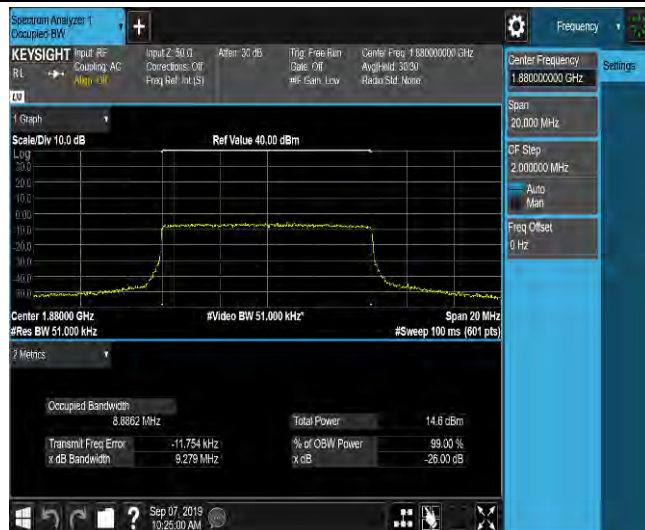 Spectrum Analyzer 1
Occupied BW
+
Frequency
KEYSIGHT
Input: RF
Coupling: AC
Align: Off
Input Z: 50 Ω
Corrections: Off
Freq Ref: Int (S)
Atten: 30 dB
Trig: Free Run
Gate: Off
#IF Gain: Low
Center Freq: 1.880000000 GHz
Avg|Hold: 30/30
Radio Std: None
RL
LXI
1 Graph
Scale/Div 10.0 dB
Ref Value 40.00 dBm
Log
30.0
20.0
10.0
0.00
-10.0
-20.0
-30.0
-40.0
-50.0
Center 1.88000 GHz
#Video BW 51.000 kHz*
Span 20 MHz
#Res BW 51.000 kHz
#Sweep 100 ms (601 pts)
2 Metrics
Occupied Bandwidth
8.8862 MHz
Total Power
14.6 dBm
Transmit Freq Error
-11.754 kHz
% of OBW Power
99.00 %
x dB Bandwidth
9.279 MHz
x dB
-26.00 dB
Sep 07, 2019
10:25:00 AM
?
Center Frequency
1.880000000 GHz
Settings
Span
20.000 MHz
CF Step
2.000000 MHz
Auto
Man
Freq Offset
0 Hz